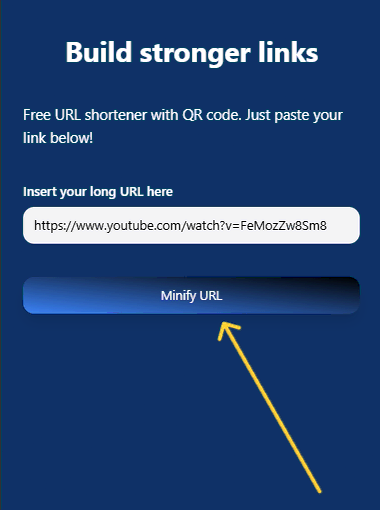 Build stronger links
Free URL shortener with QR code. Just paste your
link below!
Insert your long URL here
https://www.youtube.com/watch?v=FeMozZw8Sm8
Minify URL